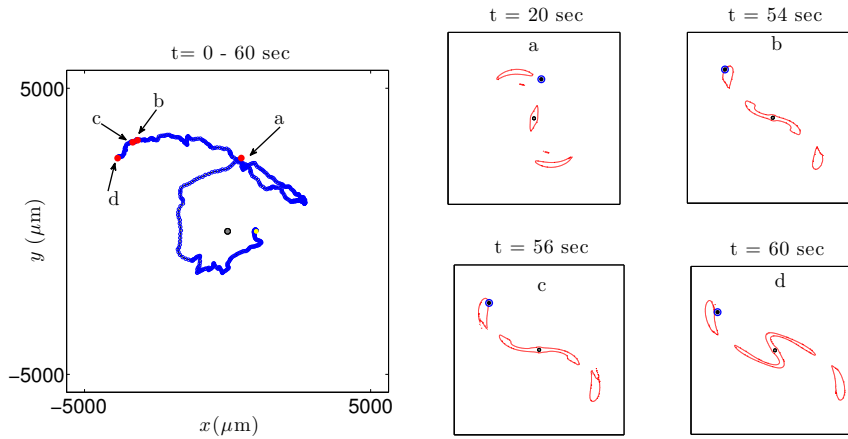 t= 0 - 60 sec
5000
−5000
−5000
5000
x(μm)
y (μm)
a
b
c
d
t = 20 sec
a
t = 54 sec
b
t = 56 sec
c
t = 60 sec
d